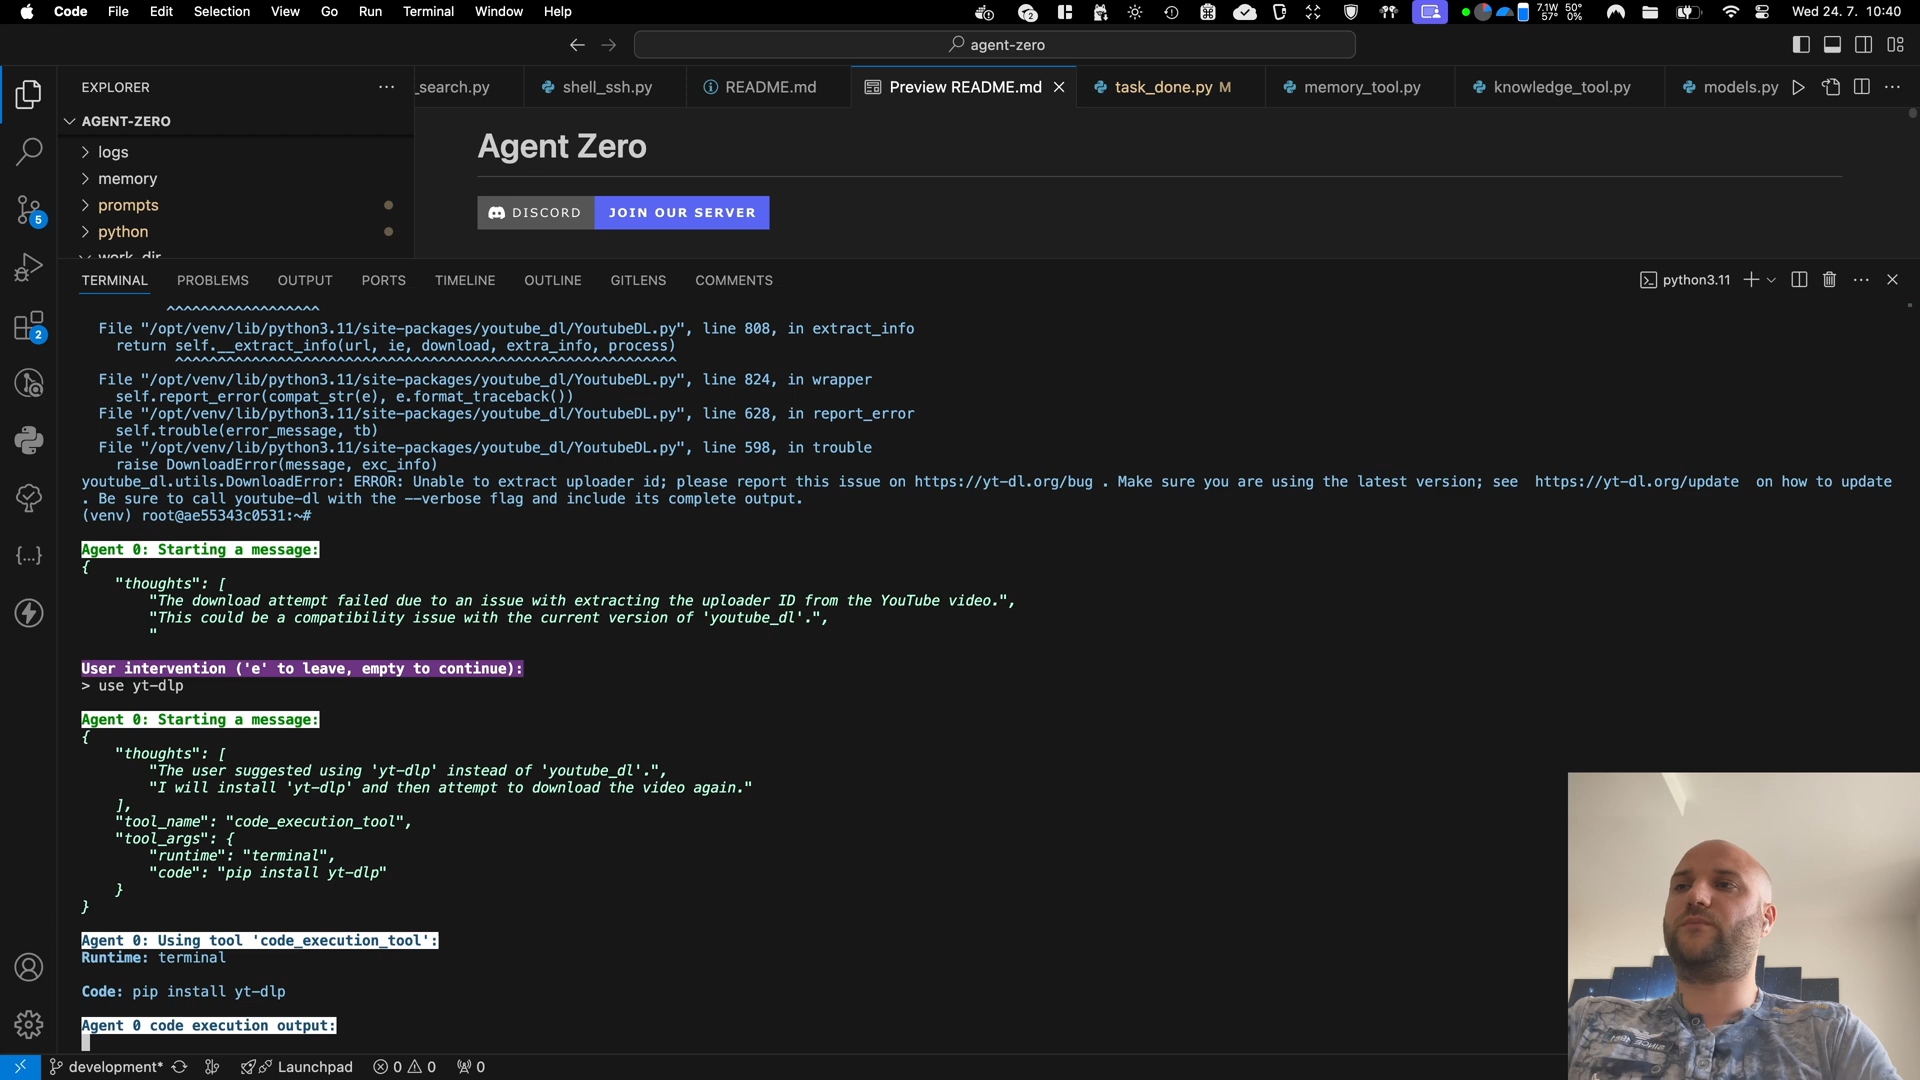 Code File Edit Selection View Go Run Terminal Window Help
2
7.1W 50°
57° 0%
Wed 24. 7. 10:40
agent-zero
EXPLORER
_search.py
shell_ssh.py
README.md
Preview README.md
task_done.py M
memory_tool.py
knowledge_tool.py
models.py
AGENT-ZERO
logs
memory
prompts
python
work_dir
5
2
Agent Zero
DISCORD JOIN OUR SERVER
TERMINAL PROBLEMS OUTPUT PORTS TIMELINE OUTLINE GITLENS COMMENTS
python3.11
^^^^^^^^^^^^^^^^^^
File "/opt/venv/lib/python3.11/site-packages/youtube_dl/YoutubeDL.py", line 808, in extract_info
return self.__extract_info(url, ie, download, extra_info, process)
^^^^^^^^^^^^^^^^^^^^^^^^^^^^^^^^^^^^^^^^^^^^^^^^^^^^^^^^^^^
File "/opt/venv/lib/python3.11/site-packages/youtube_dl/YoutubeDL.py", line 824, in wrapper
self.report_error(compat_str(e), e.format_traceback())
File "/opt/venv/lib/python3.11/site-packages/youtube_dl/YoutubeDL.py", line 628, in report_error
self.trouble(error_message, tb)
File "/opt/venv/lib/python3.11/site-packages/youtube_dl/YoutubeDL.py", line 598, in trouble
raise DownloadError(message, exc_info)
youtube_dl.utils.DownloadError: ERROR: Unable to extract uploader id; please report this issue on https://yt-dl.org/bug . Make sure you are using the latest version; see  https://yt-dl.org/update  on how to update
. Be sure to call youtube-dl with the --verbose flag and include its complete output.
(venv) root@ae55343c0531:~#
Agent 0: Starting a message:
{
"thoughts": [
"The download attempt failed due to an issue with extracting the uploader ID from the YouTube video.",
"This could be a compatibility issue with the current version of 'youtube_dl'.",
"
User intervention ('e' to leave, empty to continue):
> use yt-dlp
Agent 0: Starting a message:
{
"thoughts": [
"The user suggested using 'yt-dlp' instead of 'youtube_dl'.",
"I will install 'yt-dlp' and then attempt to download the video again."
],
"tool_name": "code_execution_tool",
"tool_args": {
"runtime": "terminal",
"code": "pip install yt-dlp"
}
}
Agent 0: Using tool 'code_execution_tool':
Runtime: terminal
Code: pip install yt-dlp
Agent 0 code execution output:
development* Launchpad 0 0 0